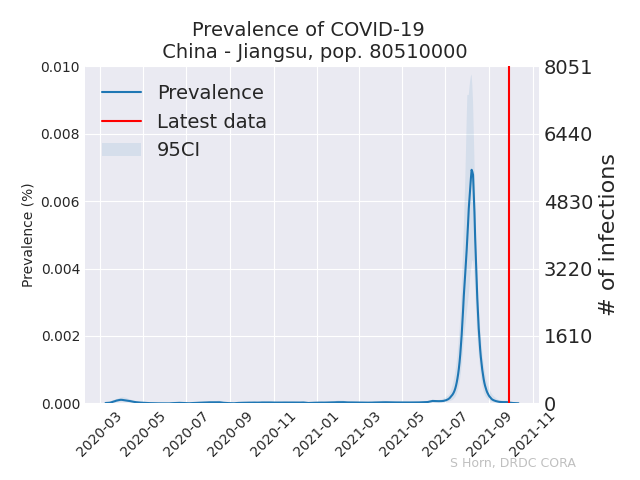 Prevalence of COVID-19
China - Jiangsu, pop. 80510000
0.010
0.008
0.006
0.004
0.002
0.000
Prevalence (%)
Prevalence
Latest data
95CI
8051
6440
4830
3220
1610
0
# of infections
2020-03
2020-05
2020-07
2020-09
2020-11
2021-01
2021-03
2021-05
2021-07
2021-09
2021-11
S Horn, DRDC CORA